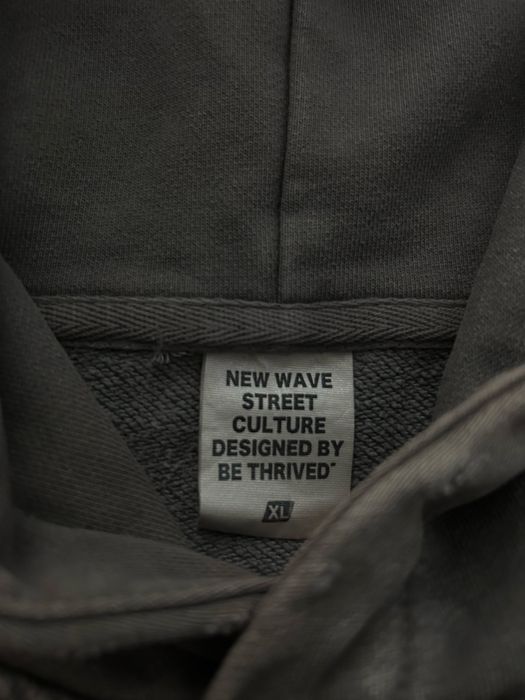 NEW WAVE
STREET
CULTURE
DESIGNED BY
BE THRIVED"
XL